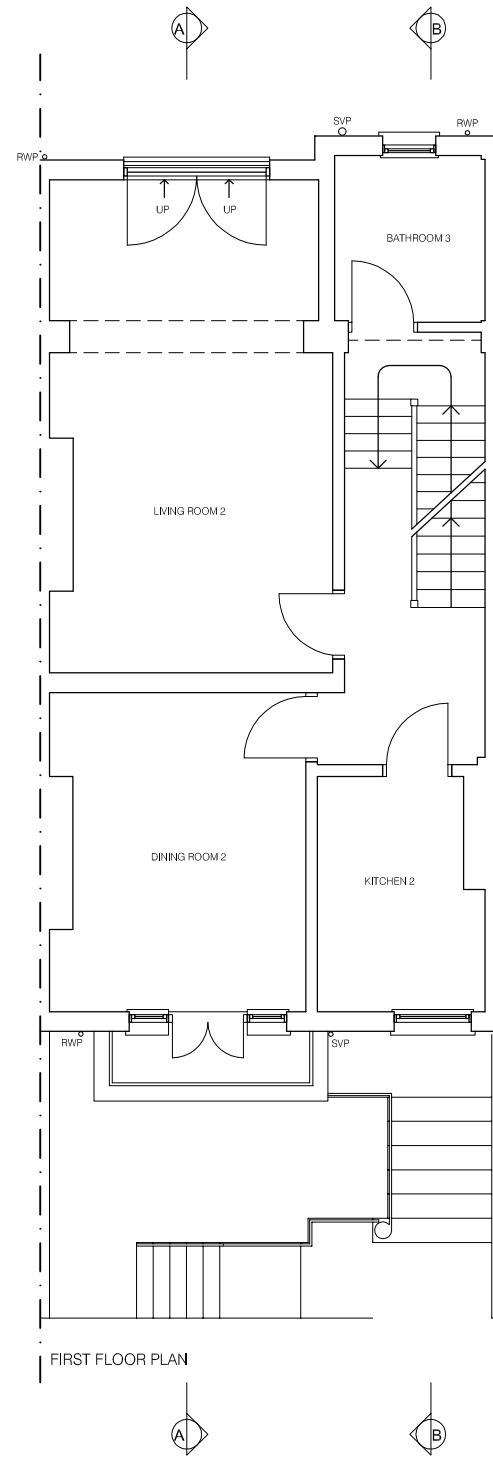 A B
SVP
RWP
RWP
UP UP
BATHROOM 3
LIVING ROOM 2
DINING ROOM 2
KITCHEN 2
RWP
SVP
FIRST FLOOR PLAN
A B